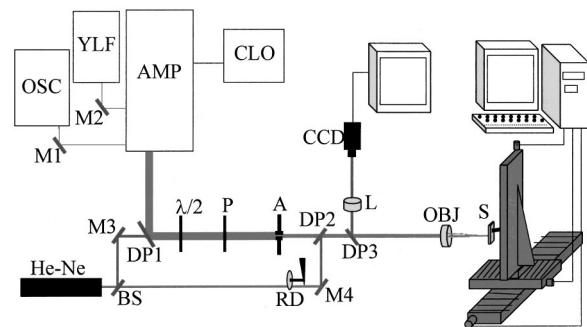 YLF
AMP
CLO
OSC
M2
M1
CCD
λ/2
P
A
L
M3
DP1
DP2
DP3
OBJ
S
He-Ne
BS
RD
M4